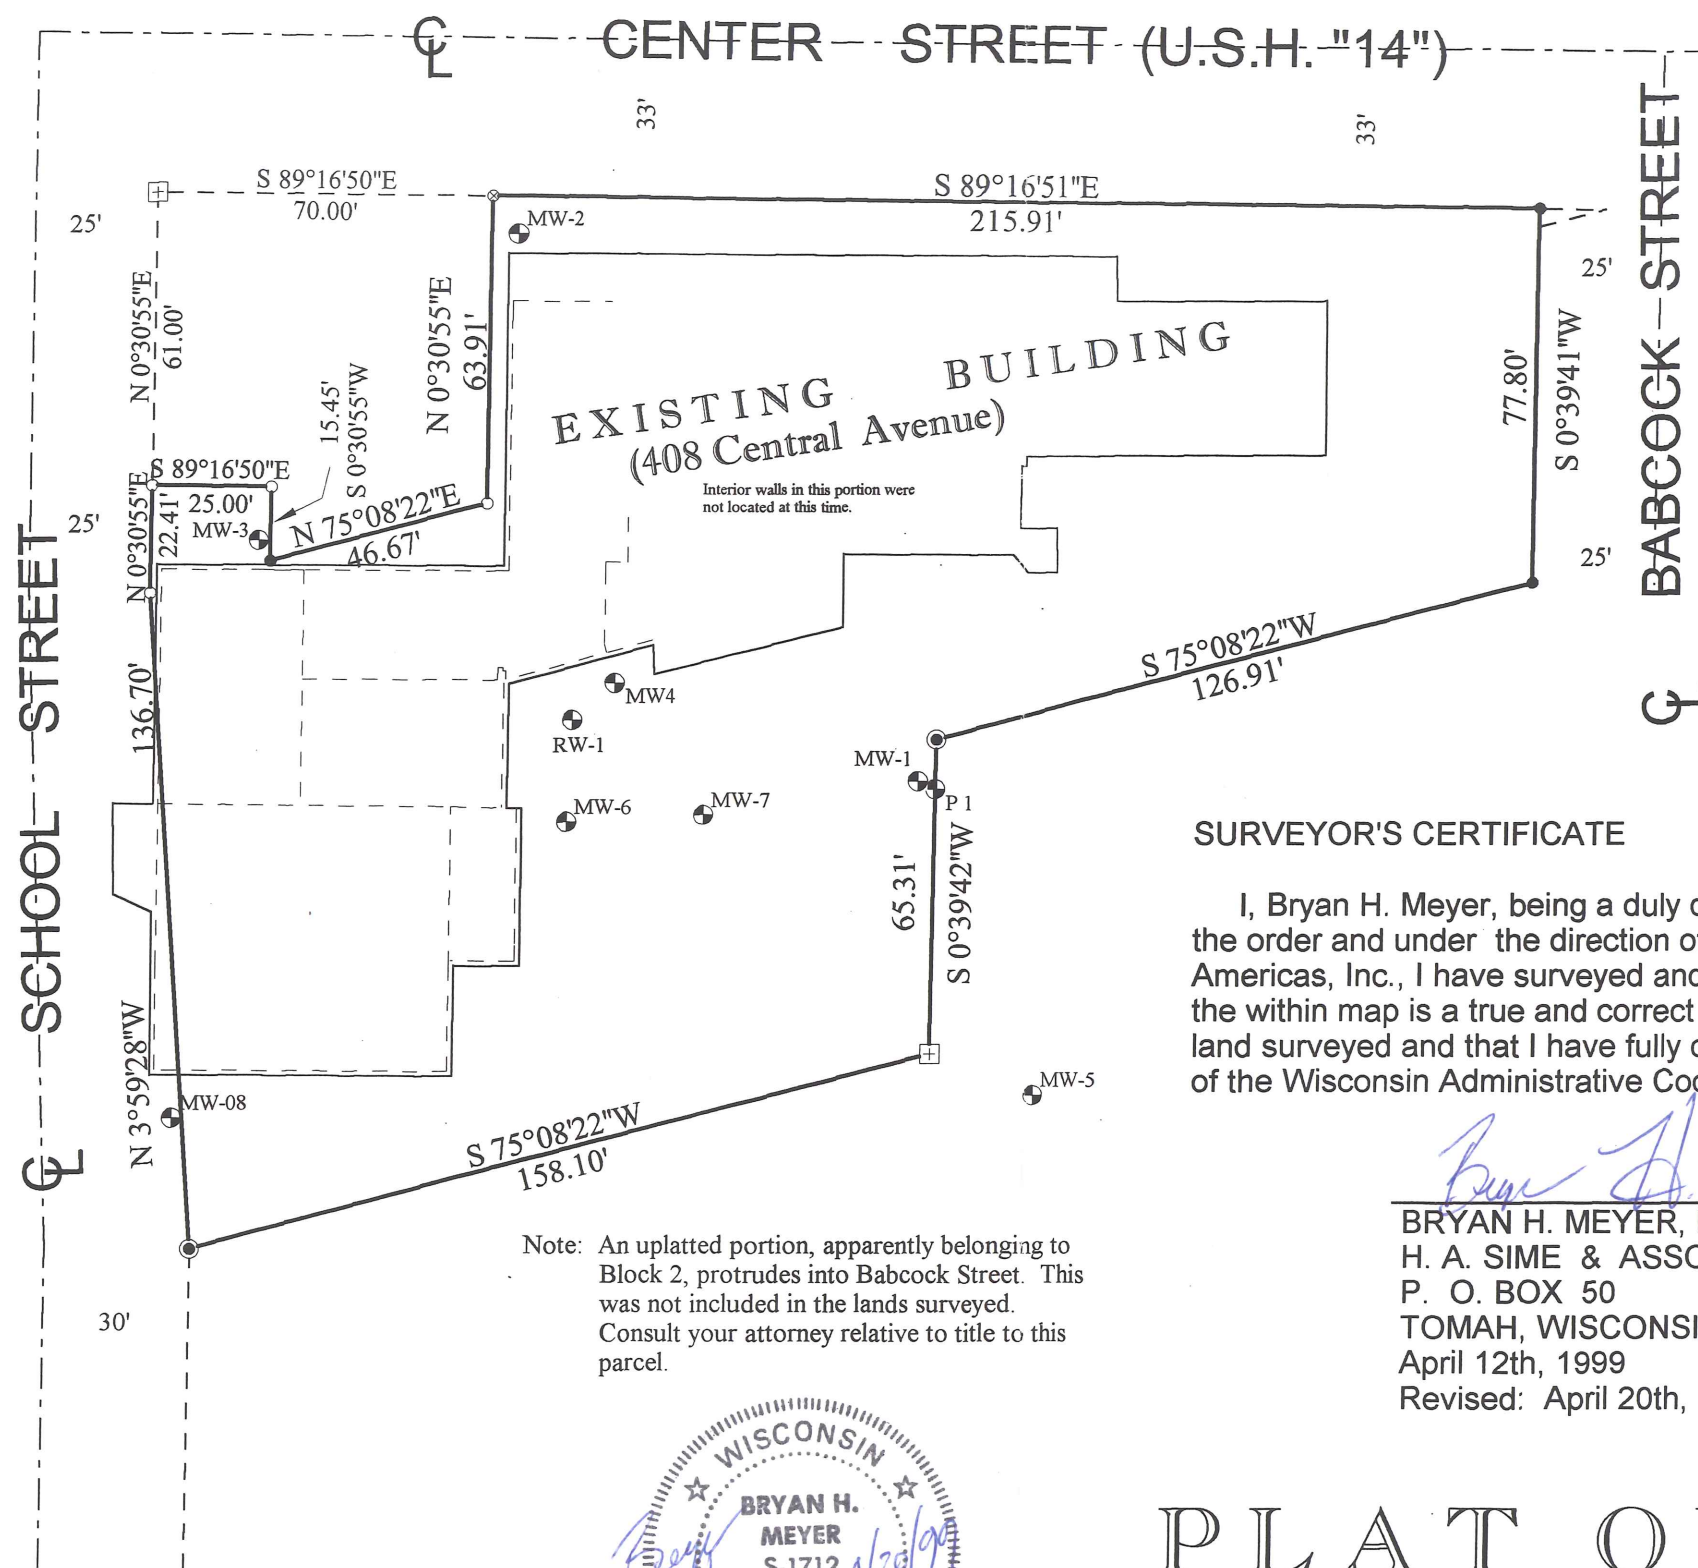 ℄ CENTER STREET (U.S.H. "14")
33'
33'
BABCOCK STREET
℄
S 89°16'50"E
70.00'
S 89°16'51"E
215.91'
25'
MW-2
25'
N 0°30'55"E
61.00'
N 0°30'55"E
63.91'
15.45'
S 0°30'55"W
77.80'
S 0°39'41"W
EXISTING BUILDING
(408 Central Avenue)
Interior walls in this portion were
not located at this time.
S 89°16'50"E
25.00'
N 0°30'55"E
22.41'
25'
MW-3
N 75°08'22"E
46.67'
25'
SCHOOL STREET
℄
136.70'
N 3°59'28"W
S 75°08'22"W
126.91'
MW4
RW-1
MW-1
P 1
MW-6
MW-7
65.31'
S 0°39'42"W
MW-5
MW-08
S 75°08'22"W
158.10'
30'
SURVEYOR'S CERTIFICATE
I, Bryan H. Meyer, being a duly
the order and under the direction
Americas, Inc., I have surveyed and
the within map is a true and correct
land surveyed and that I have fully
of the Wisconsin Administrative
BRYAN H. MEYER,
H. A. SIME & ASSO
P. O. BOX 50
TOMAH, WISCONSI
April 12th, 1999
Revised: April 20th,
Note: An uplatted portion, apparently belonging to
Block 2, protrudes into Babcock Street. This
was not included in the lands surveyed.
Consult your attorney relative to title to this
parcel.
WISCONSIN
BRYAN H.
MEYER
S 1712
PLAT O